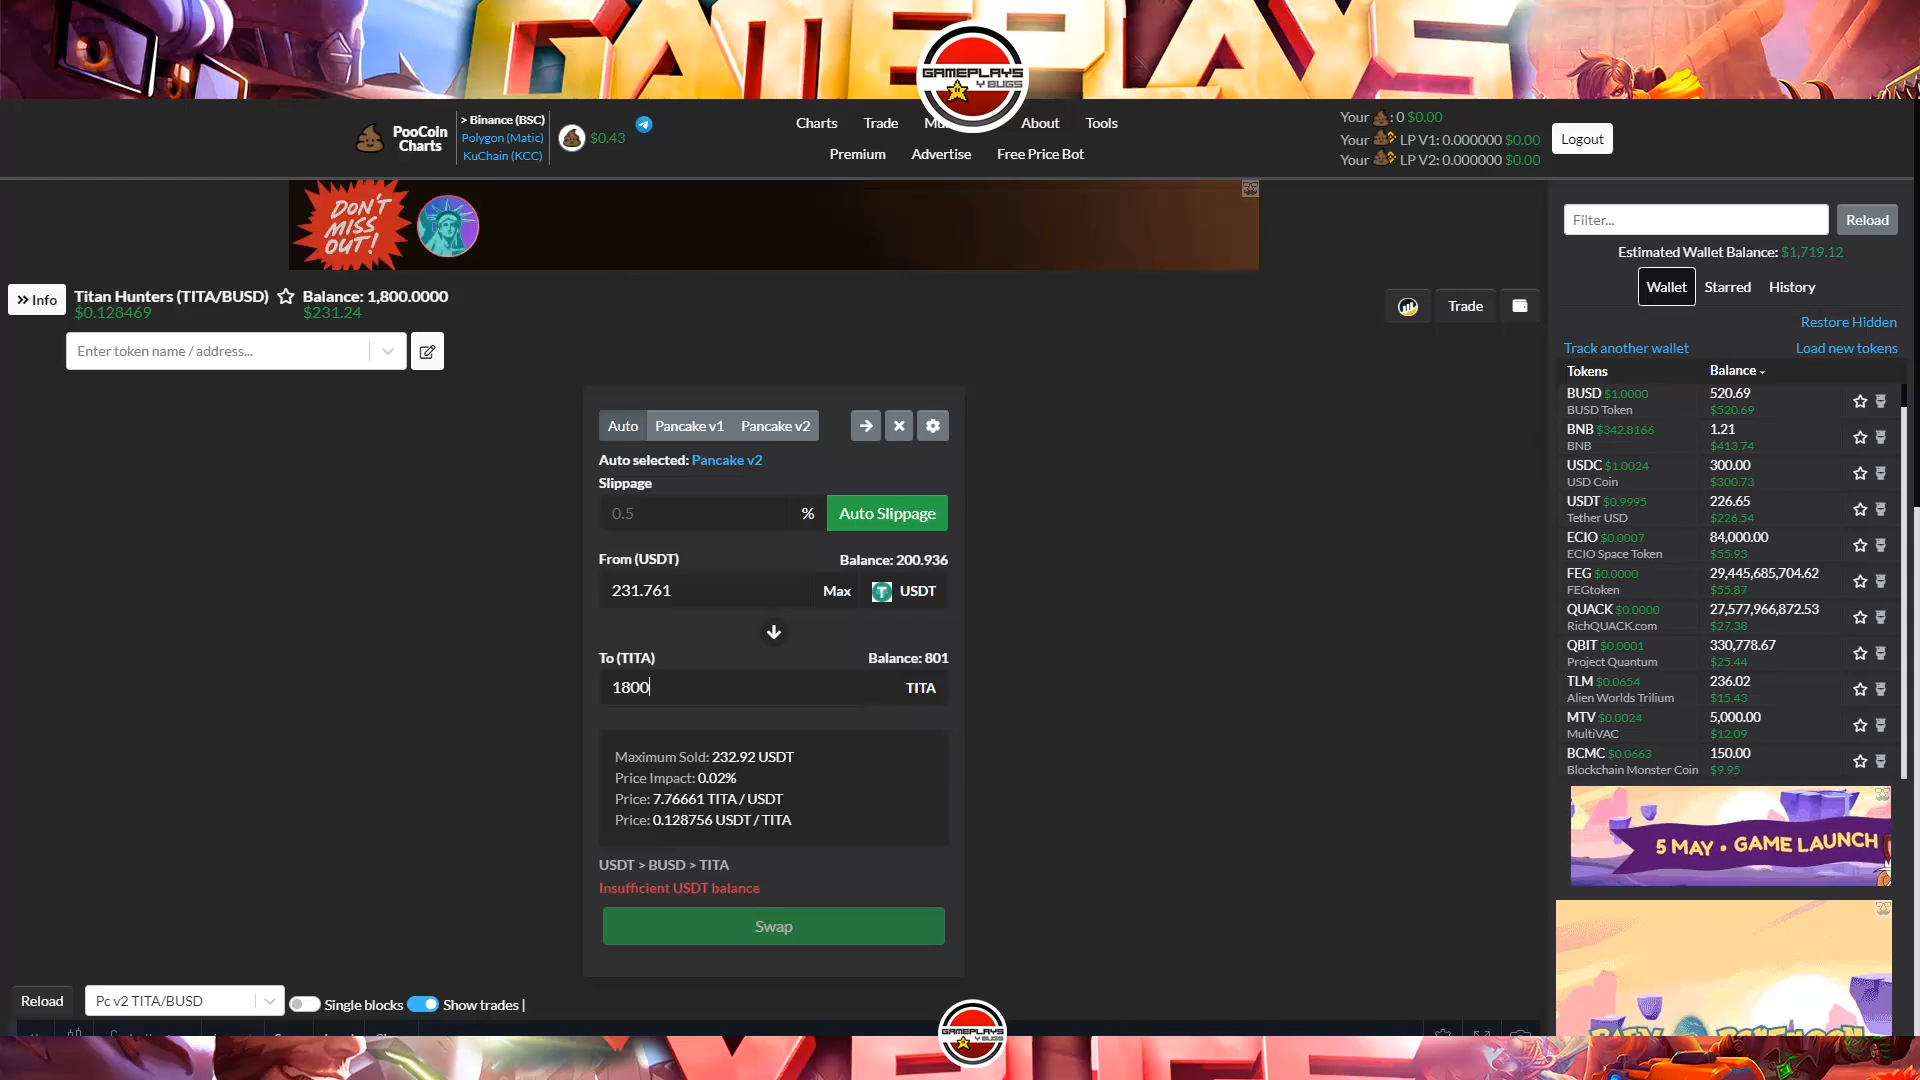 GAMEPLAYS
GAMEPLAYS
Y BUGS
PooCoin
Charts
> Binance (BSC)
Polygon (Matic)
KuChain (KCC)
$0.43
Charts
Trade
About
Tools
Premium
Advertise
Free Price Bot
Your : 0 $0.00
Your LP V1: 0.000000 $0.00
Your LP V2: 0.000000 $0.00
Logout
DON'T
MISS
OUT!
Info
Titan Hunters (TITA/BUSD)
$0.128469
Balance: 1,800.0000
$231.24
Enter token name / address...
Trade
Auto
Pancake v1
Pancake v2
Auto selected: Pancake v2
Slippage
0.5
%
Auto Slippage
From (USDT)
Balance: 200.936
231.761
Max
USDT
To (TITA)
Balance: 801
1800
TITA
Maximum Sold: 232.92 USDT
Price Impact: 0.02%
Price: 7.76661 TITA / USDT
Price: 0.128756 USDT / TITA
USDT > BUSD > TITA
Insufficient USDT balance
Swap
Reload
Pc v2 TITA/BUSD
Single blocks
Show trades |
Filter...
Reload
Estimated Wallet Balance: $1,719.12
Wallet
Starred
History
Restore Hidden
Track another wallet
Load new tokens
Tokens
Balance
BUSD $1.0000
520.69
BUSD Token
$520.69
BNB $342.8166
1.21
BNB
$413.74
USDC $1.0024
300.00
USD Coin
$300.73
USDT $0.9995
226.65
Tether USD
$226.54
ECIO $0.0007
84,000.00
ECIO Space Token
$55.93
FEG $0.0000
29,445,685,704.62
FEGtoken
$55.87
QUACK $0.0000
27,577,966,872.53
RichQUACK.com
$27.38
QBIT $0.0001
330,778.67
Project Quantum
$25.44
TLM $0.0654
236.02
Alien Worlds Trilium
$15.43
MTV $0.0024
5,000.00
MultiVAC
$12.09
BCMC $0.0663
150.00
Blockchain Monster Coin
$9.95
5 MAY • GAME LAUNCH
GAMEPLAYS
Y BUGS